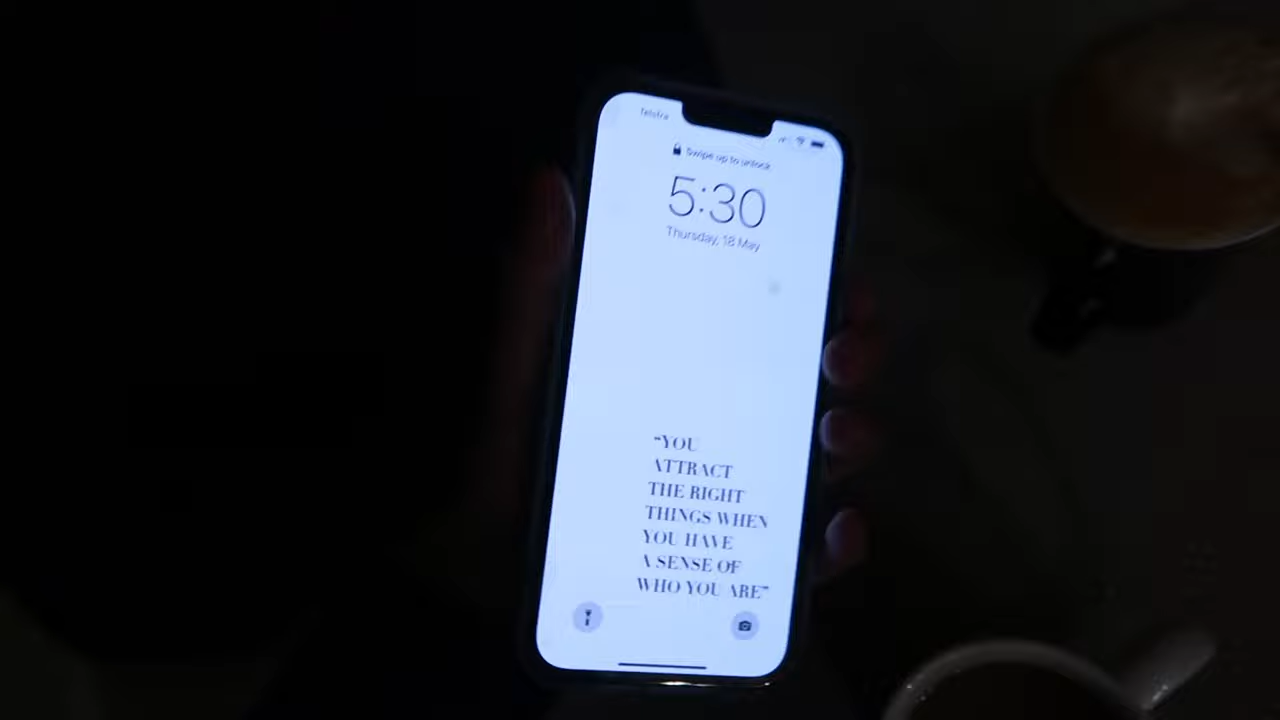 Telstra
Swipe up to unlock
5:30
Thursday, 18 May
"YOU
ATTRACT
THE RIGHT
THINGS WHEN
YOU HAVE
A SENSE OF
WHO YOU ARE"